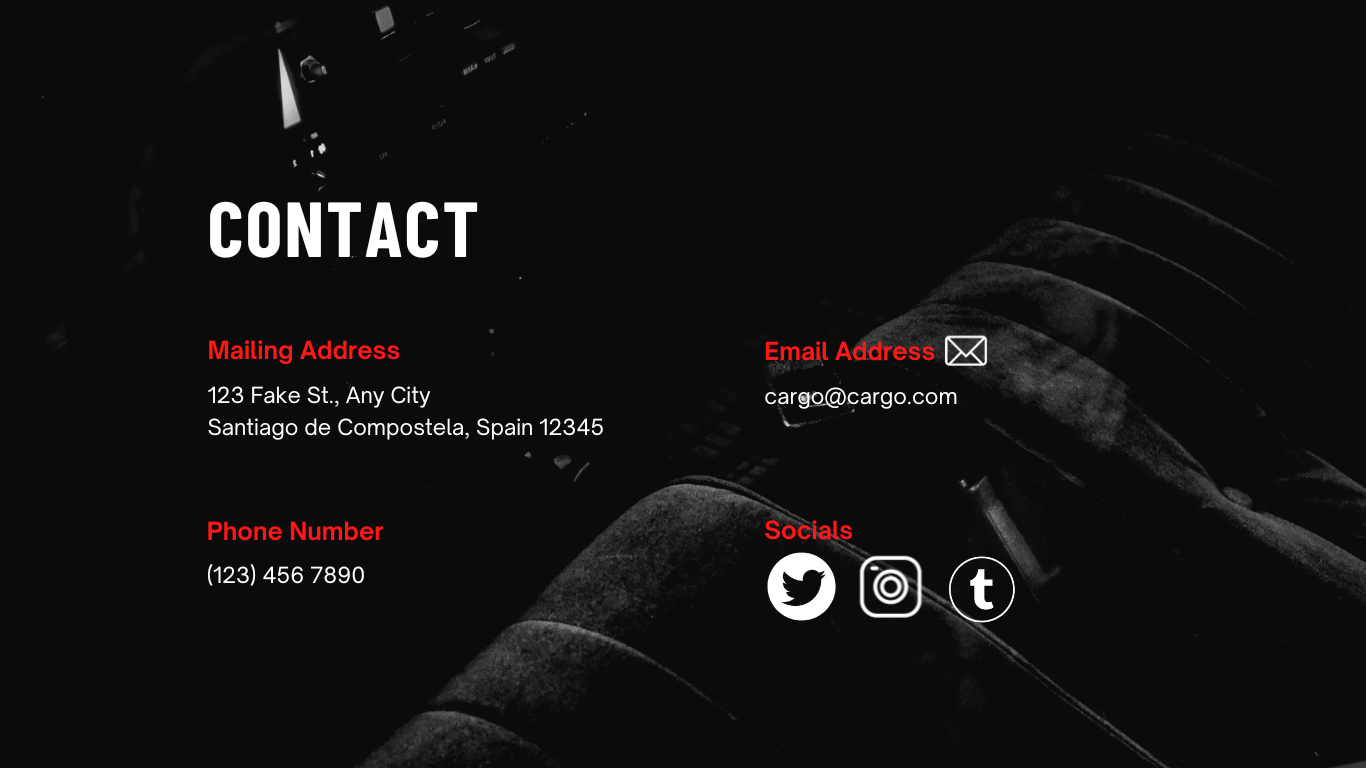 CONTACT
Mailing Address
123 Fake St., Any City
Santiago de Compostela, Spain 12345
Email Address
cargo@cargo.com
Phone Number
(123) 456 7890
Socials
t